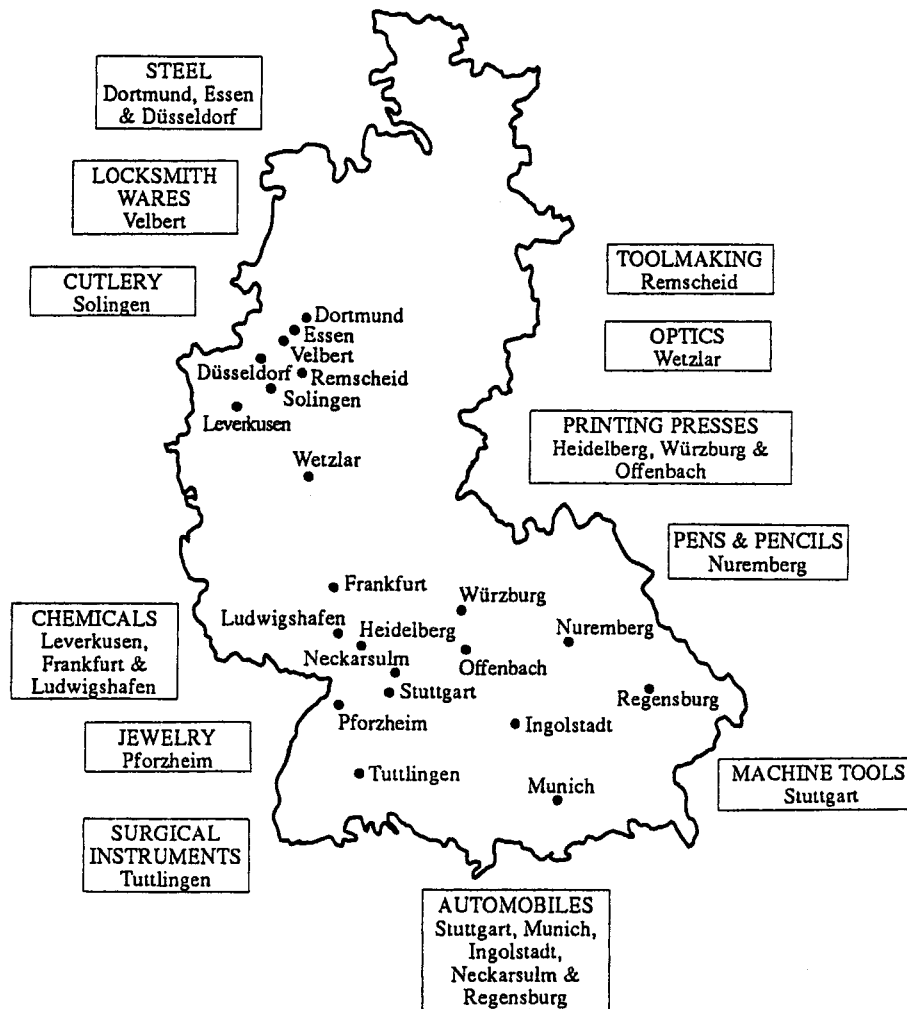 STEEL
Dortmund, Essen
& Düsseldorf
LOCKSMITH
WARES
Velbert
CUTLERY
Solingen
TOOLMAKING
Remscheid
OPTICS
Wetzlar
PRINTING PRESSES
Heidelberg, Würzburg &
Offenbach
PENS & PENCILS
Nuremberg
CHEMICALS
Leverkusen,
Frankfurt &
Ludwigshafen
JEWELRY
Pforzheim
SURGICAL
INSTRUMENTS
Tuttlingen
MACHINE TOOLS
Stuttgart
AUTOMOBILES
Stuttgart, Munich,
Ingolstadt,
Neckarsulm &
Regensburg
Dortmund
Essen
Velbert
Düsseldorf
Remscheid
Solingen
Leverkusen
Wetzlar
Frankfurt
Würzburg
Ludwigshafen
Heidelberg
Nuremberg
Neckarsulm
Offenbach
Stuttgart
Regensburg
Pforzheim
Ingolstadt
Tuttlingen
Munich